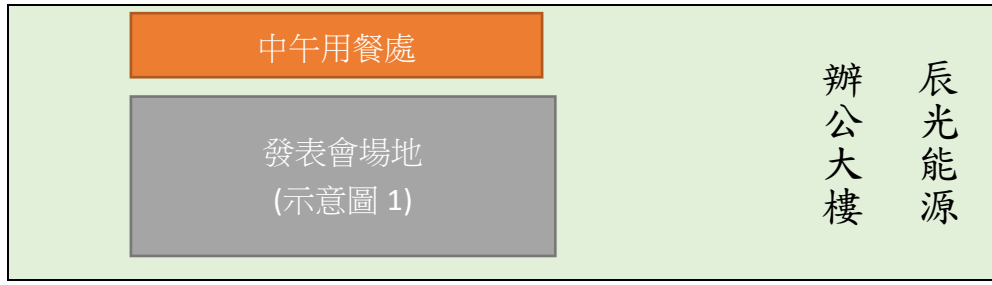 中午用餐處
發表會場地
(示意圖 1)
辰光能源
辦公大樓